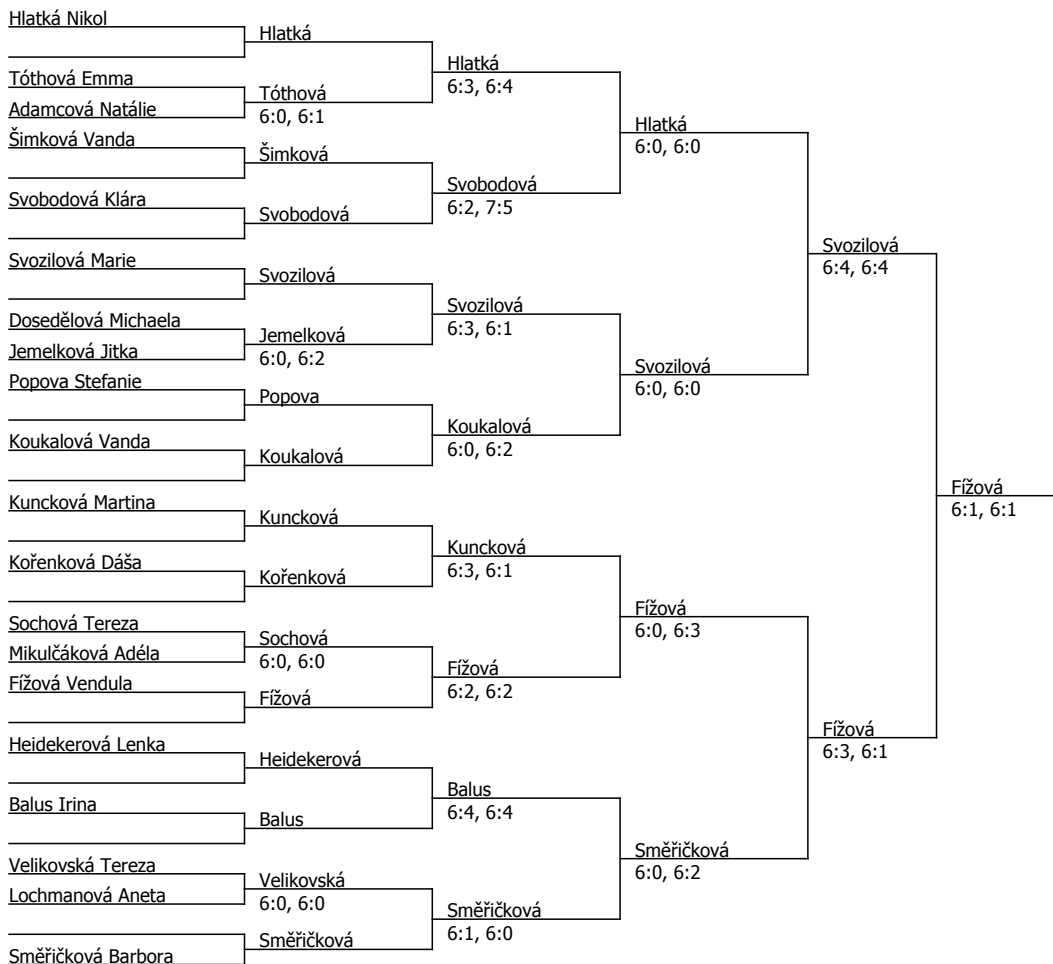 Hlatká Nikol
Tóthová Emma
Adamcová Natálie
Šimková Vanda
Svobodová Klára
Svozilová Marie
Dosedělová Michaela
Jemelková Jitka
Popova Stefanie
Koukalová Vanda
Kuncková Martina
Kořenková Dáša
Sochová Tereza
Mikulčáková Adéla
Fížová Vendula
Heidekerová Lenka
Balus Irina
Velikovská Tereza
Lochmanová Aneta
Směřičková Barbora
Hlatká
Tóthová
6:0, 6:1
Šimková
Svobodová
Svozilová
Jemelková
6:0, 6:2
Popova
Koukalová
Kuncková
Kořenková
Sochová
6:0, 6:0
Fížová
Heidekerová
Balus
Velikovská
6:0, 6:0
Směřičková
Hlatká
6:3, 6:4
Svobodová
6:2, 7:5
Svozilová
6:3, 6:1
Koukalová
6:0, 6:2
Kuncková
6:3, 6:1
Fížová
6:2, 6:2
Balus
6:4, 6:4
Směřičková
6:1, 6:0
Hlatká
6:0, 6:0
Svozilová
6:0, 6:0
Fížová
6:0, 6:3
Směřičková
6:0, 6:2
Svozilová
6:4, 6:4
Fížová
6:3, 6:1
Fížová
6:1, 6:1